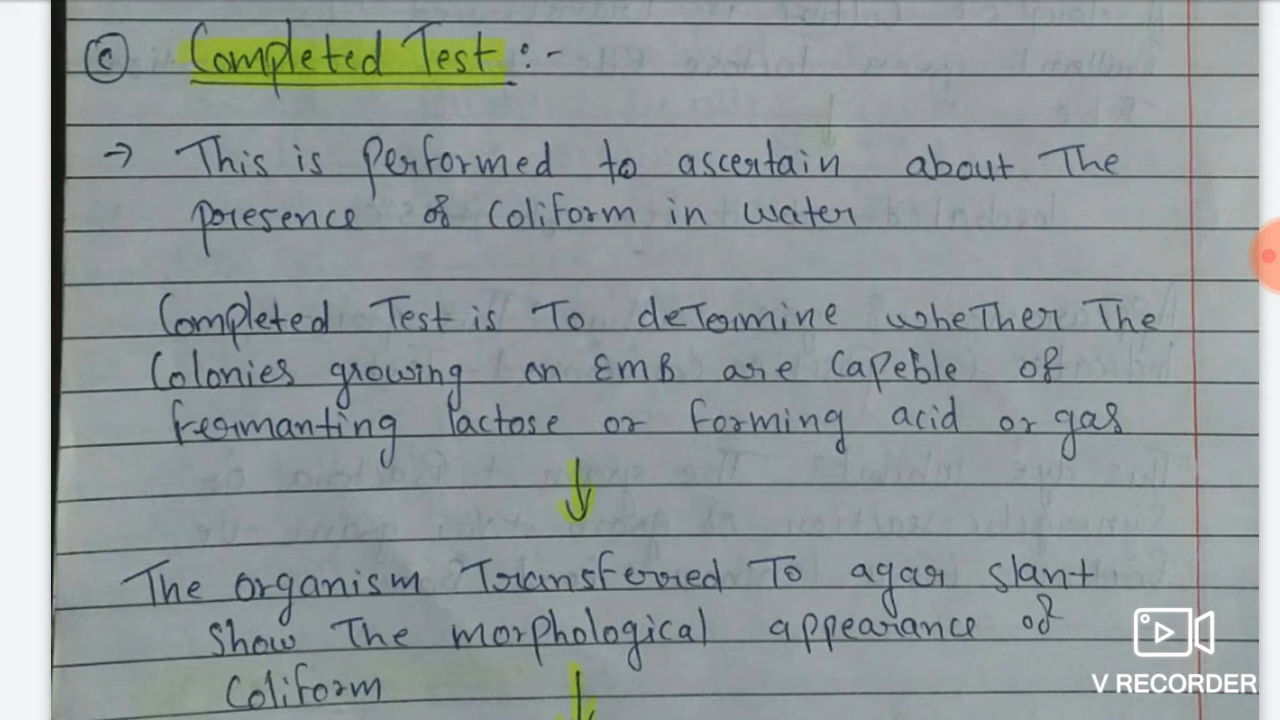 Ⓒ Completed Test :-
→ This is performed to ascertain about The
presence of Coliform in water
Completed Test is To determine whether The
Colonies growing on EMB are Capeble of
fermanting lactose or forming acid or gas
↓
The organism Transferred To agar slant
show The morphological appearance of
Coliform ↓
V RECORDER